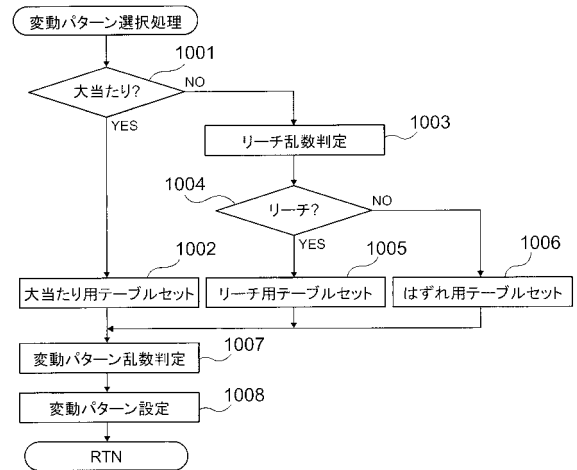 変動パターン選択処理
1001
大当たり?
NO
YES
1003
リーチ乱数判定
1004
リーチ?
NO
YES
1002
1005
1006
大当たり用テーブルセット
リーチ用テーブルセット
はずれ用テーブルセット
1007
変動パターン乱数判定
1008
変動パターン設定
RTN